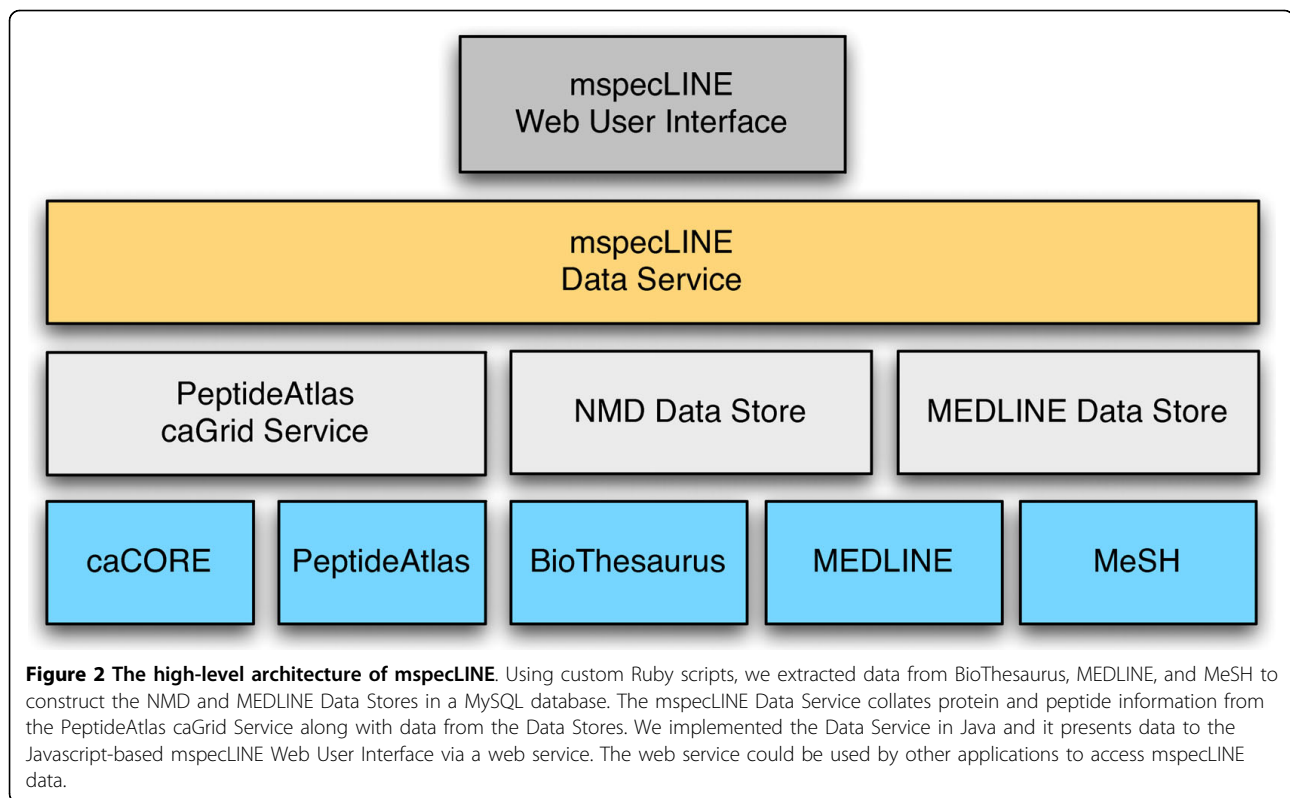 mspecLINE
Web User Interface
mspecLINE
Data Service
PeptideAtlas
caGrid Service
NMD Data Store
MEDLINE Data Store
caCORE
PeptideAtlas
BioThesaurus
MEDLINE
MeSH
Figure 2 The high-level architecture of mspecLINE. Using custom Ruby scripts, we extracted data from BioThesaurus, MEDLINE, and MeSH to
construct the NMD and MEDLINE Data Stores in a MySQL database. The mspecLINE Data Service collates protein and peptide information from
the PeptideAtlas caGrid Service along with data from the Data Stores. We implemented the Data Service in Java and it presents data to the
Javascript-based mspecLINE Web User Interface via a web service. The web service could be used by other applications to access mspecLINE
data.